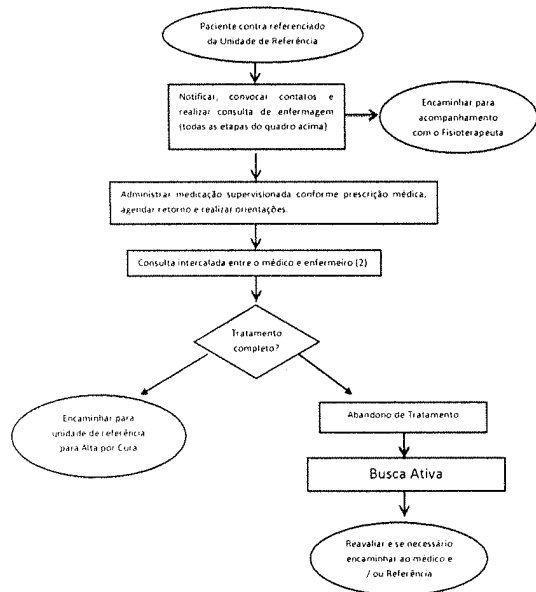 Paciente contra referenciado
da Unidade de Referência
Notificar, convocar contatos e
realizar consulta de enfermagem
(todas as etapas do quadro acima)
Encaminhar para
acompanhamento
com o Fisioterapeuta
Administrar medicação supervisionada conforme prescrição médica,
agendar retorno e realizar orientações.
Consulta intercalada entre o médico e enfermeiro (2)
Tratamento
completo?
Encaminhar para
unidade de referência
para Alta por Cura
Abandono de Tratamento
Busca Ativa
Reavaliar e se necessário
encaminhar ao médico e
/ ou Referência